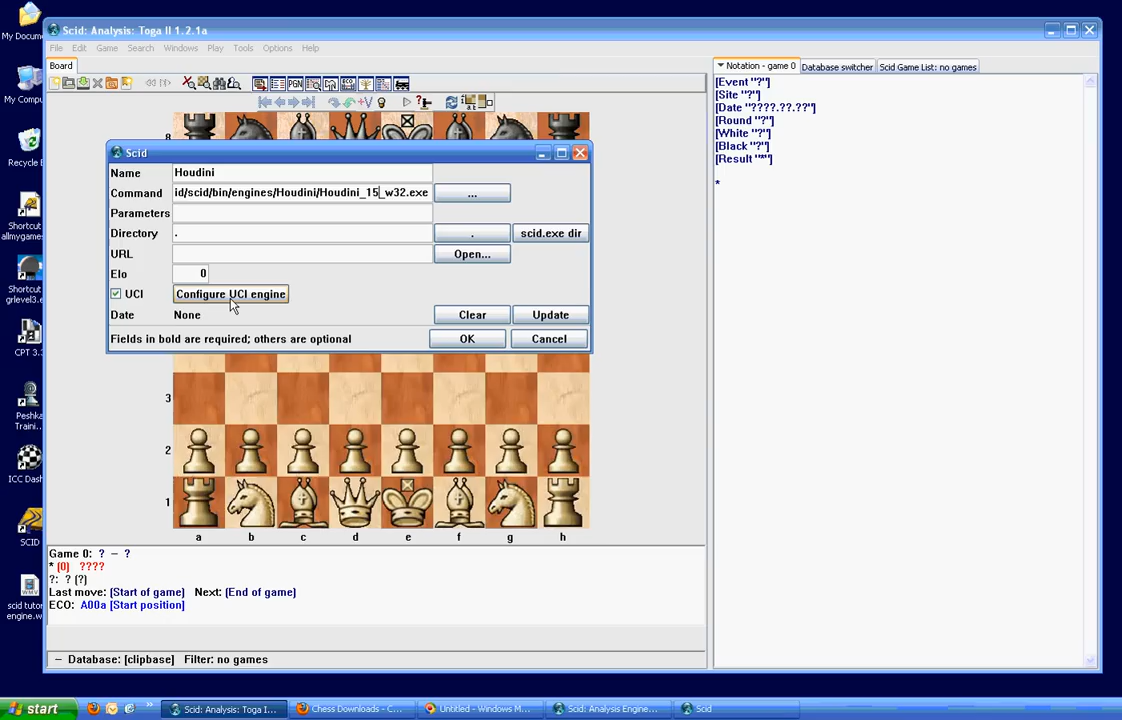 My Docum
My Compu
Recycle B
Shortcut
allmygames
Shortcut
grlevel3.e
CPT 3.3
Peshka
Traini..
ICC Dash
SCID
scid tutor
engine.w
Scid: Analysis: Toga II 1.2.1a
File Edit Game Search Windows Play Tools Options Help
Board
Notation - game 0
Database switcher
Scid Game List: no games
PGN
ECO
+V
[Event "?"]
[Site "?"]
[Date "????.??.??"]
[Round "?"]
[White "?"]
[Black "?"]
[Result "*"]
*
8
Scid
Name Houdini
Command id/scid/bin/engines/Houdini/Houdini_15_w32.exe ...
Parameters
Directory . . scid.exe dir
URL Open...
Elo 0
UCI Configure UCI engine
Date None Clear Update
Fields in bold are required; others are optional OK Cancel
3
2
1
a b c d e f g h
Game 0: ? – ?
* (0) ????
?: ? (?)
Last move: (Start of game) Next: (End of game)
ECO: A00a [Start position]
– Database: [clipbase] Filter: no games
start
Scid: Analysis: Toga I...
Chess Downloads - C...
Untitled - Windows M...
Scid: Analysis Engine...
Scid